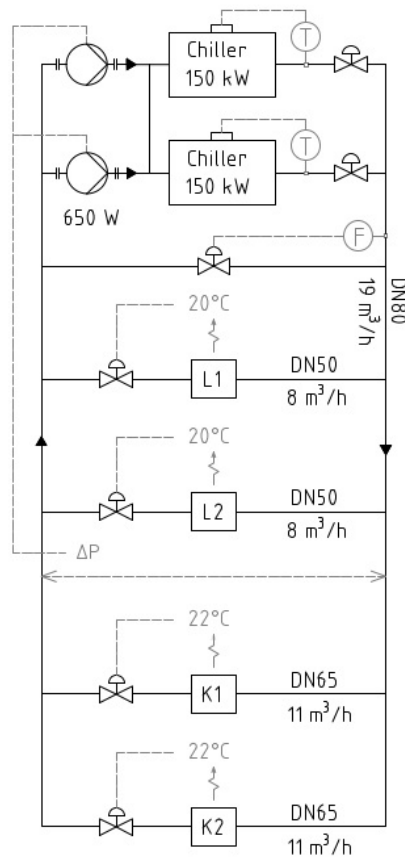 T
Chiller
150 kW
T
Chiller
150 kW
650 W
F
DN80
19 m³/h
20°C
L1
DN50
8 m³/h
20°C
L2
DN50
8 m³/h
ΔP
22°C
K1
DN65
11 m³/h
22°C
K2
DN65
11 m³/h